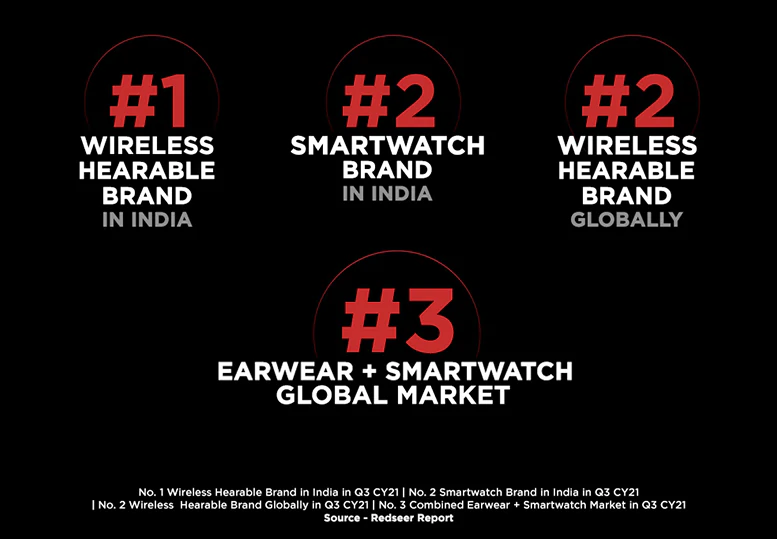 #1
WIRELESS
HEARABLE
BRAND
IN INDIA
#2
SMARTWATCH
BRAND
IN INDIA
#2
WIRELESS
HEARABLE
BRAND
GLOBALLY
#3
EARWEAR + SMARTWATCH
GLOBAL MARKET
No. 1 Wireless Hearable Brand in India in Q3 CY21 | No. 2 Smartwatch Brand in India in Q3 CY21
| No. 2 Wireless Hearable Brand Globally in Q3 CY21 | No. 3 Combined Earwear + Smartwatch Market in Q3 CY21
Source - Redseer Report